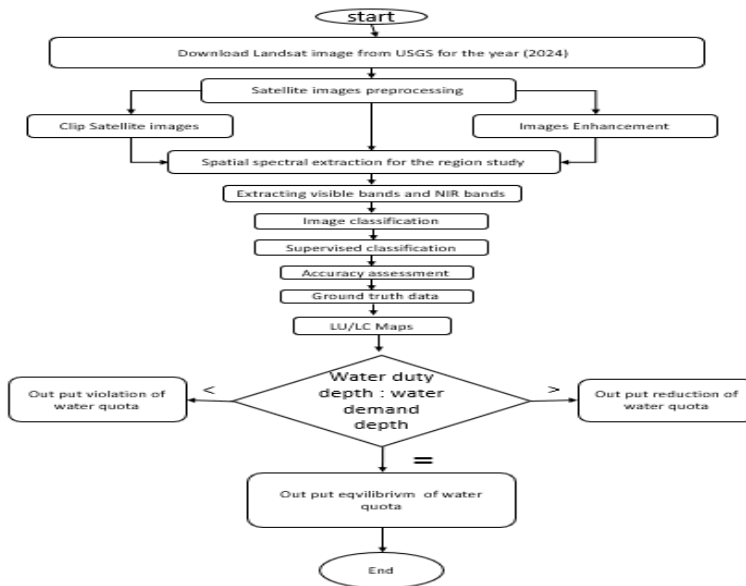 start
Download Landsat image from USGS for the year (2024)
Satellite images preprocessing
Clip Satellite images
Images Enhancement
Spatial spectral extraction for the region study
Extracting visible bands and NIR bands
Image classification
Supervised classification
Accuracy assessment
Ground truth data
LU/LC Maps
Water duty
depth : water
demand
depth
<
Out put violation of
water quota
>
Out put reduction of
water quota
=
Out put eqvilibrivm of water
quota
End